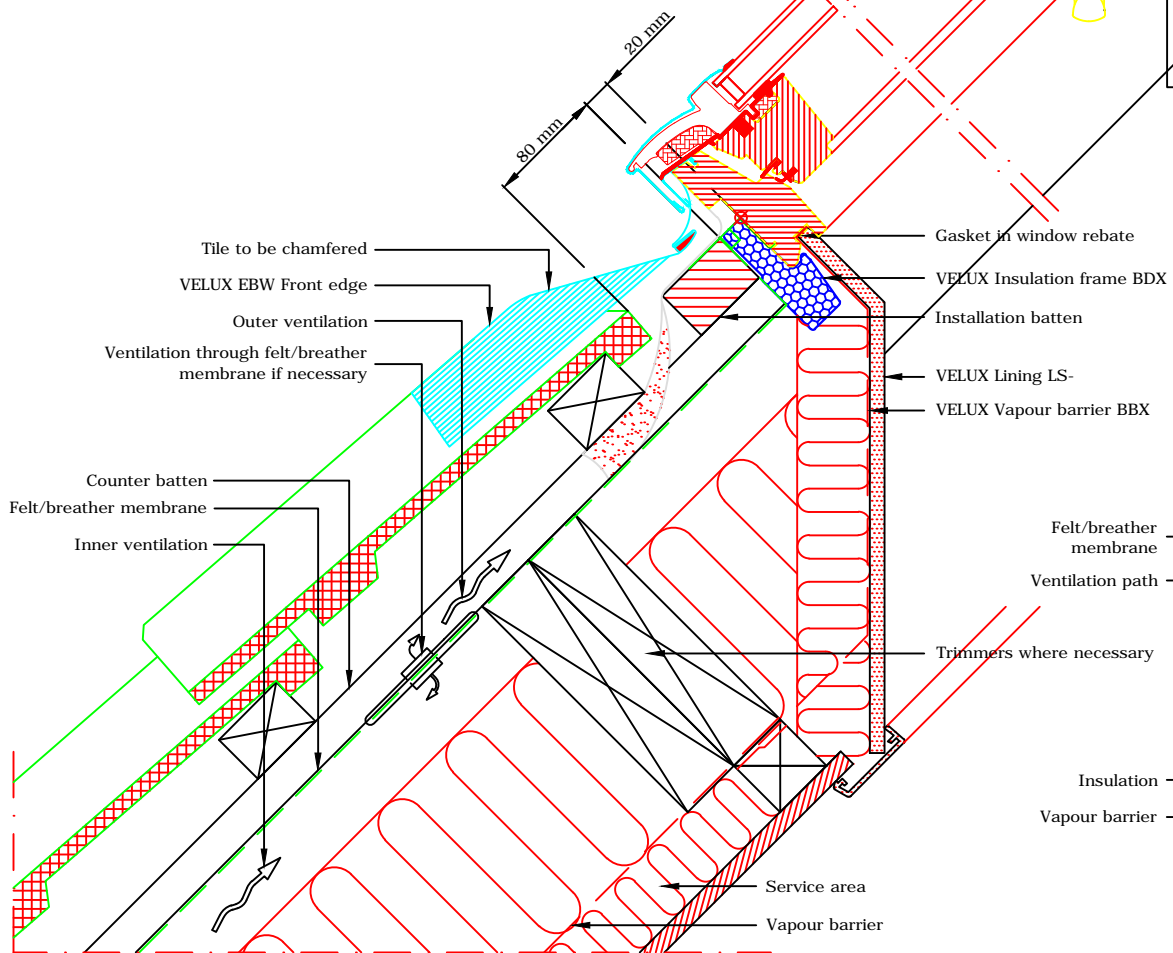 20 mm
80 mm
Tile to be chamfered
VELUX EBW Front edge
Outer ventilation
Ventilation through felt/breather
membrane if necessary
Counter batten
Felt/breather membrane
Inner ventilation
Gasket in window rebate
VELUX Insulation frame BDX
Installation batten
VELUX Lining LS-
VELUX Vapour barrier BBX
Felt/breather
membrane
Ventilation path
Trimmers where necessary
Insulation
Vapour barrier
Service area
Vapour barrier